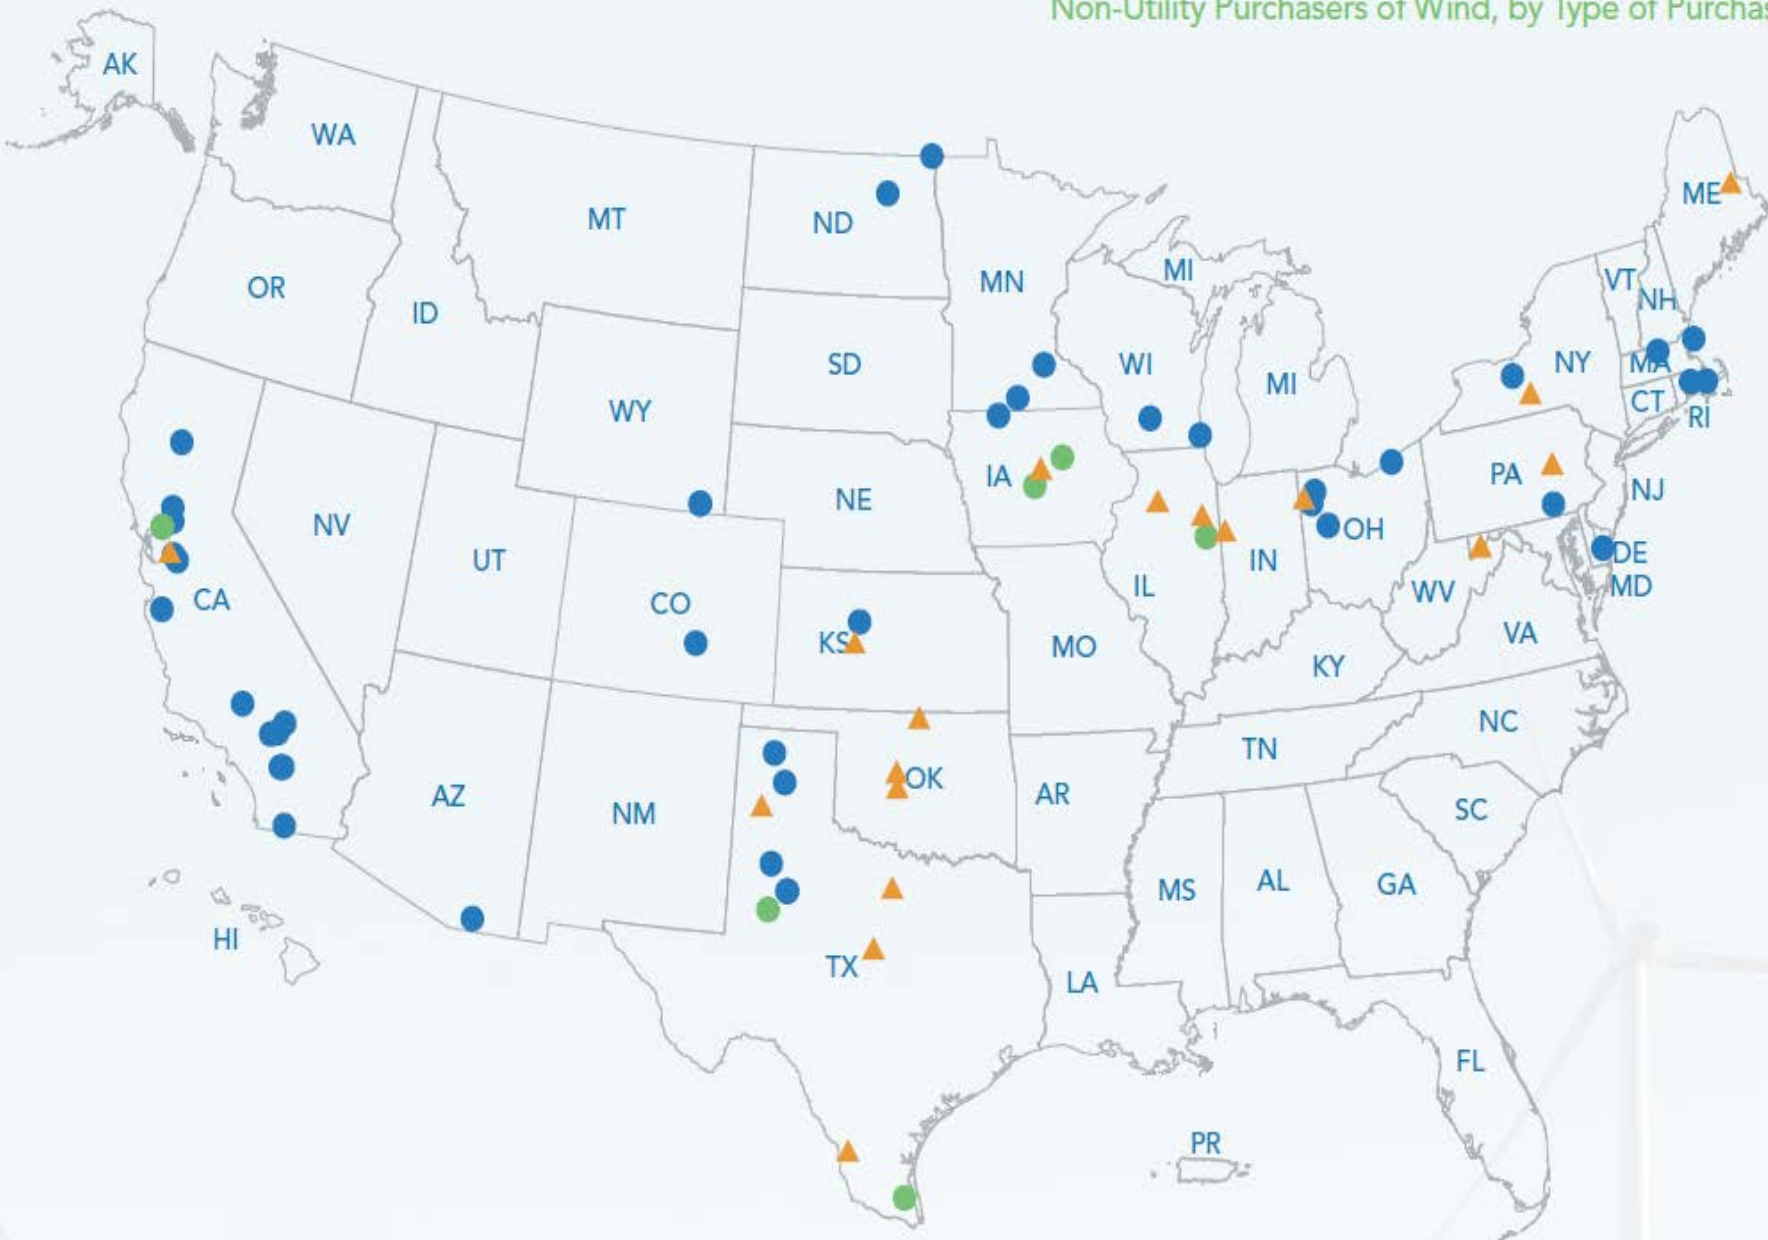 Non-Utility Purchasers of Wind, by Type of Purchas
AK
WA
MT
ND
OR
ID
MN
MI
ME
VT
NH
SD
WI
MI
NY
MA
CT
RI
WY
IA
NE
PA
NJ
NV
UT
IL
IN
OH
DE
MD
CA
CO
KS
MO
WV
VA
KY
NC
TN
AZ
NM
OK
AR
SC
MS
AL
GA
HI
TX
LA
FL
PR